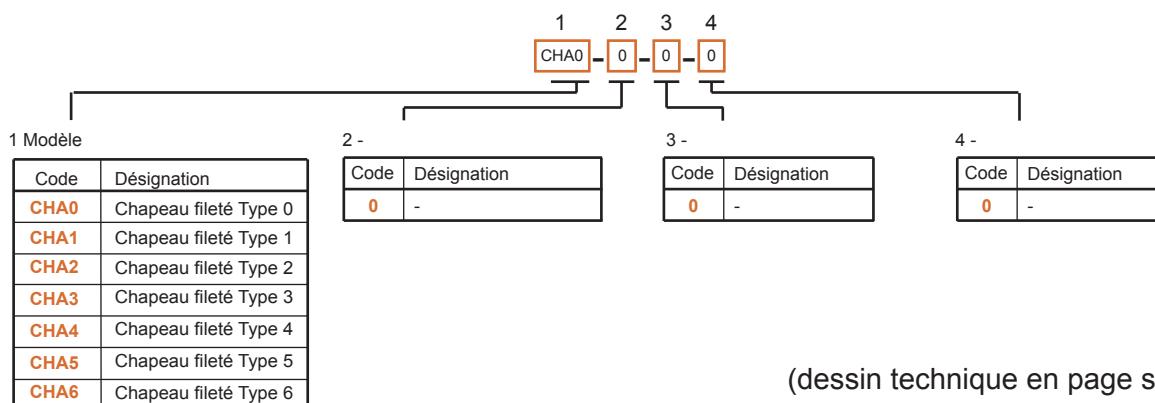 1 2 3 4
CHA0 - 0 - 0 - 0
1 Modèle
Code Désignation
CHA0 Chapeau fileté Type 0
CHA1 Chapeau fileté Type 1
CHA2 Chapeau fileté Type 2
CHA3 Chapeau fileté Type 3
CHA4 Chapeau fileté Type 4
CHA5 Chapeau fileté Type 5
CHA6 Chapeau fileté Type 6
2 -
Code Désignation
0 -
3 -
Code Désignation
0 -
4 -
Code Désignation
0 -
(dessin technique en page s